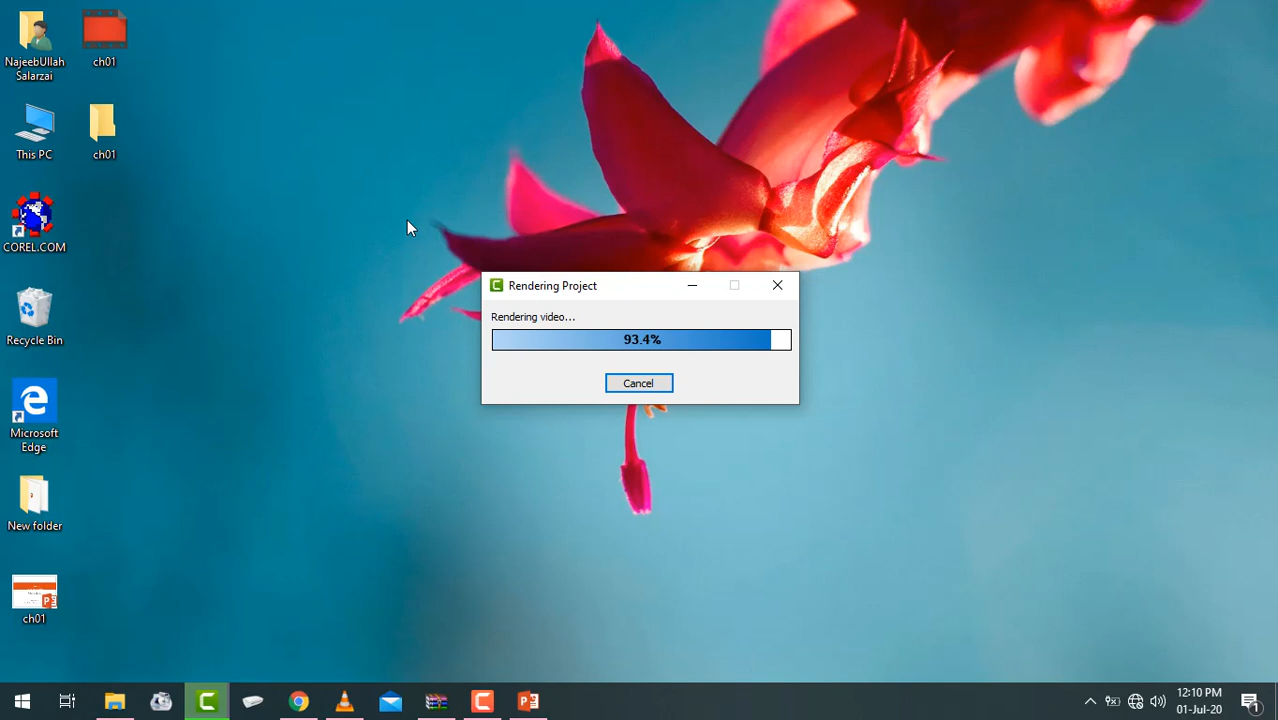 NajeebUllah
Salarzai
ch01
This PC
ch01
COREL.COM
Recycle Bin
Microsoft
Edge
New folder
ch01
Rendering Project
Rendering video...
93.4%
Cancel
12:10 PM
01-Jul-20
1